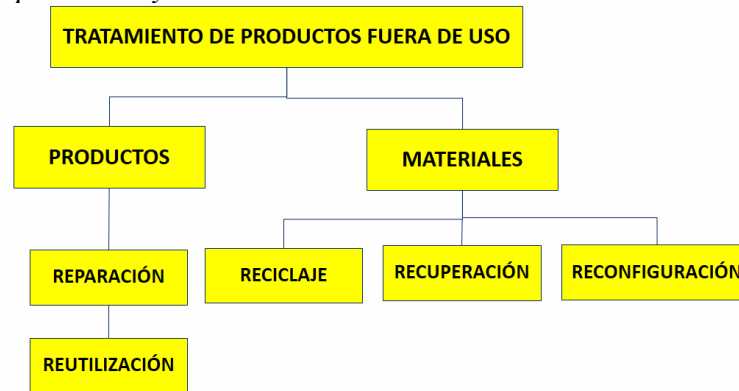 TRATAMIENTO DE PRODUCTOS FUERA DE USO
PRODUCTOS
MATERIALES
REPARACIÓN
RECICLAJE
RECUPERACIÓN
RECONFIGURACIÓN
REUTILIZACIÓN